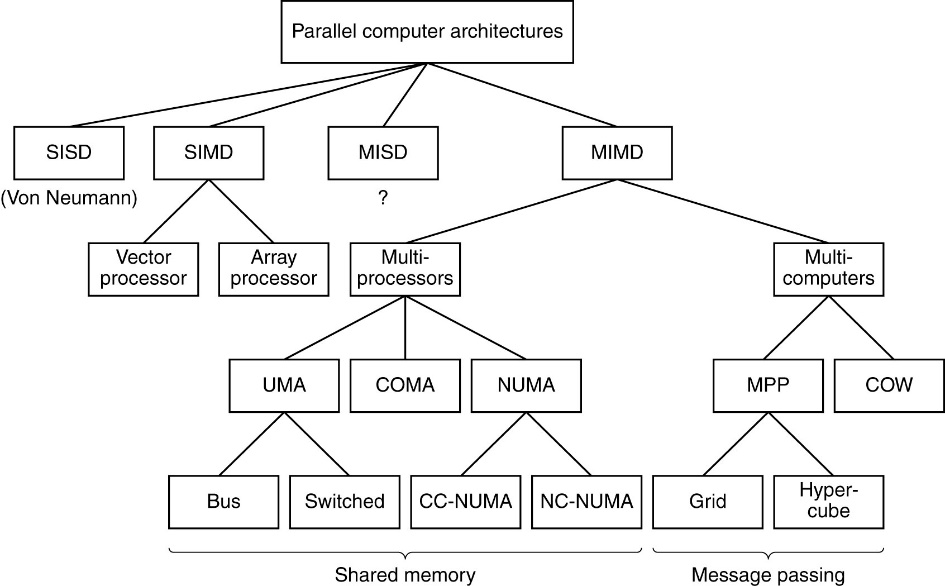 Parallel computer architectures
SISD
SIMD
MISD
MIMD
(Von Neumann)
?
Vector
processor
Array
processor
Multi-
processors
Multi-
computers
UMA
COMA
NUMA
MPP
COW
Bus
Switched
CC-NUMA
NC-NUMA
Grid
Hyper-
cube
Shared memory
Message passing